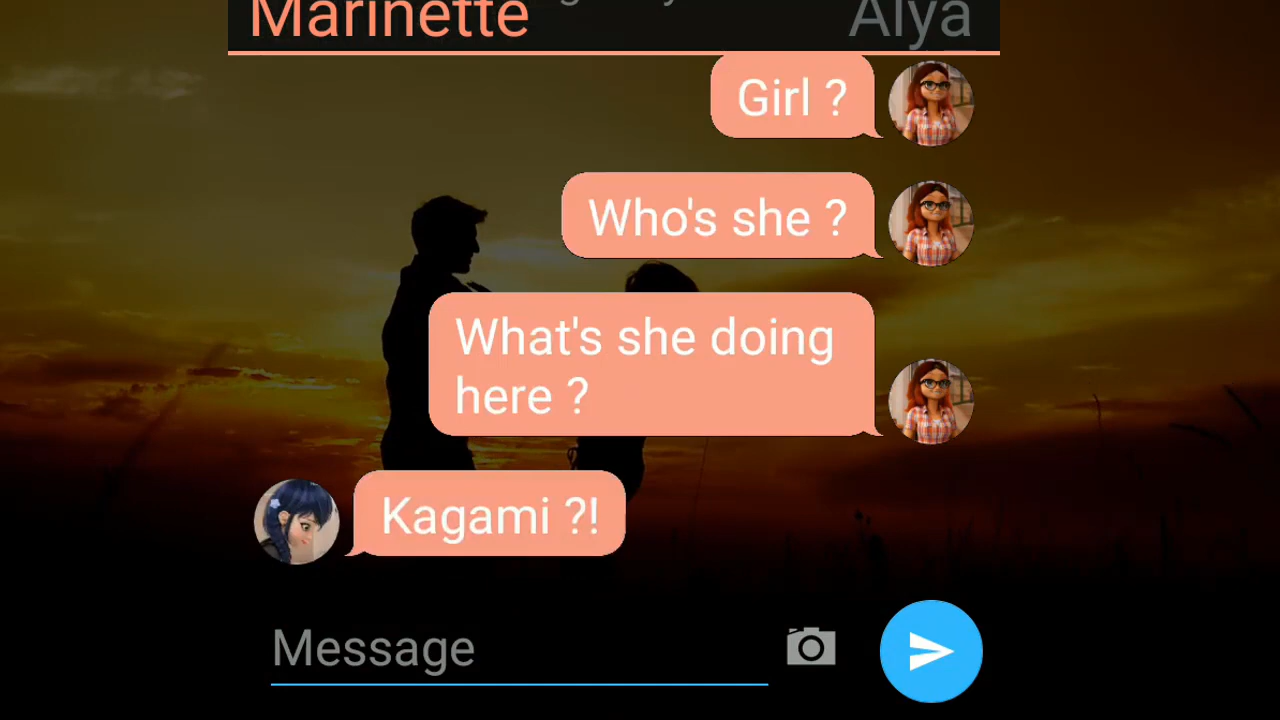 Marinette Alya
Girl ?
Who's she ?
What's she doing
here ?
Kagami ?!
Message